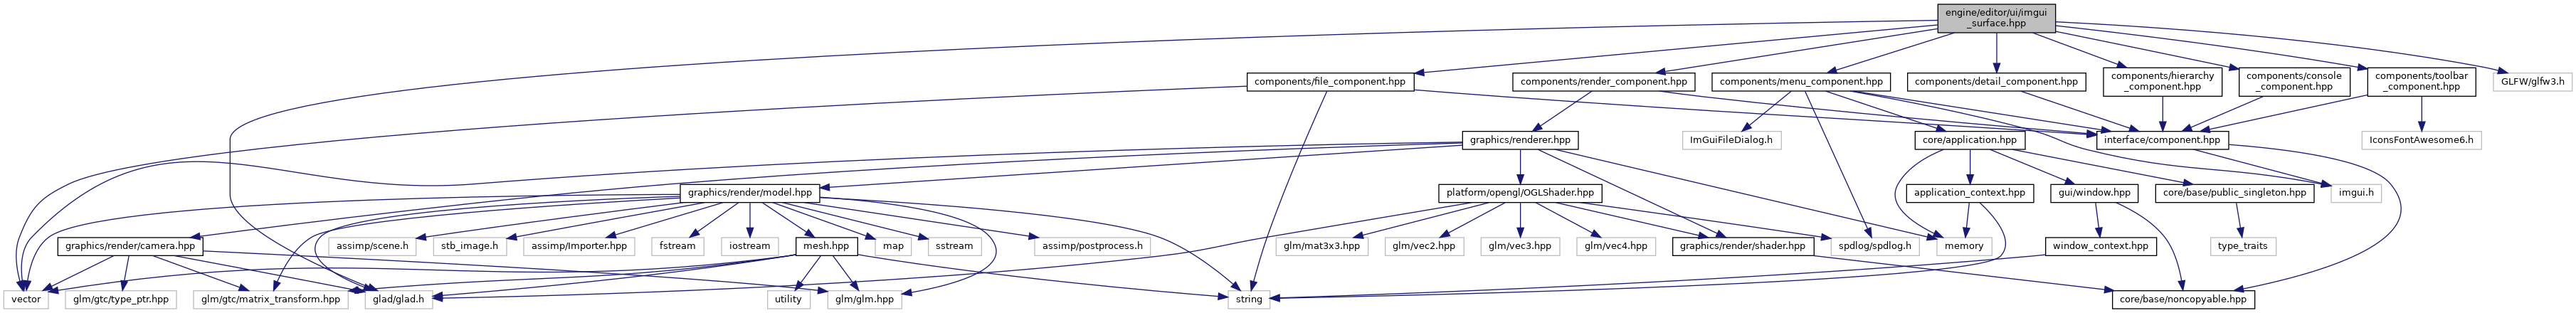 engine/editor/ui/imgui
_surface.hpp
components/file_component.hpp
components/render_component.hpp
components/menu_component.hpp
components/detail_component.hpp
components/hierarchy
_component.hpp
components/console
_component.hpp
components/toolbar
_component.hpp
GLFW/glfw3.h
graphics/renderer.hpp
ImGuiFileDialog.h
core/application.hpp
interface/component.hpp
IconsFontAwesome6.h
graphics/render/model.hpp
platform/opengl/OGLShader.hpp
application_context.hpp
gui/window.hpp
core/base/public_singleton.hpp
imgui.h
graphics/render/camera.hpp
assimp/scene.h
stb_image.h
assimp/Importer.hpp
fstream
iostream
mesh.hpp
map
sstream
assimp/postprocess.h
glm/mat3x3.hpp
glm/vec2.hpp
glm/vec3.hpp
glm/vec4.hpp
graphics/render/shader.hpp
spdlog/spdlog.h
memory
window_context.hpp
type_traits
vector
glm/gtc/type_ptr.hpp
glm/gtc/matrix_transform.hpp
glad/glad.h
utility
glm/glm.hpp
string
core/base/noncopyable.hpp